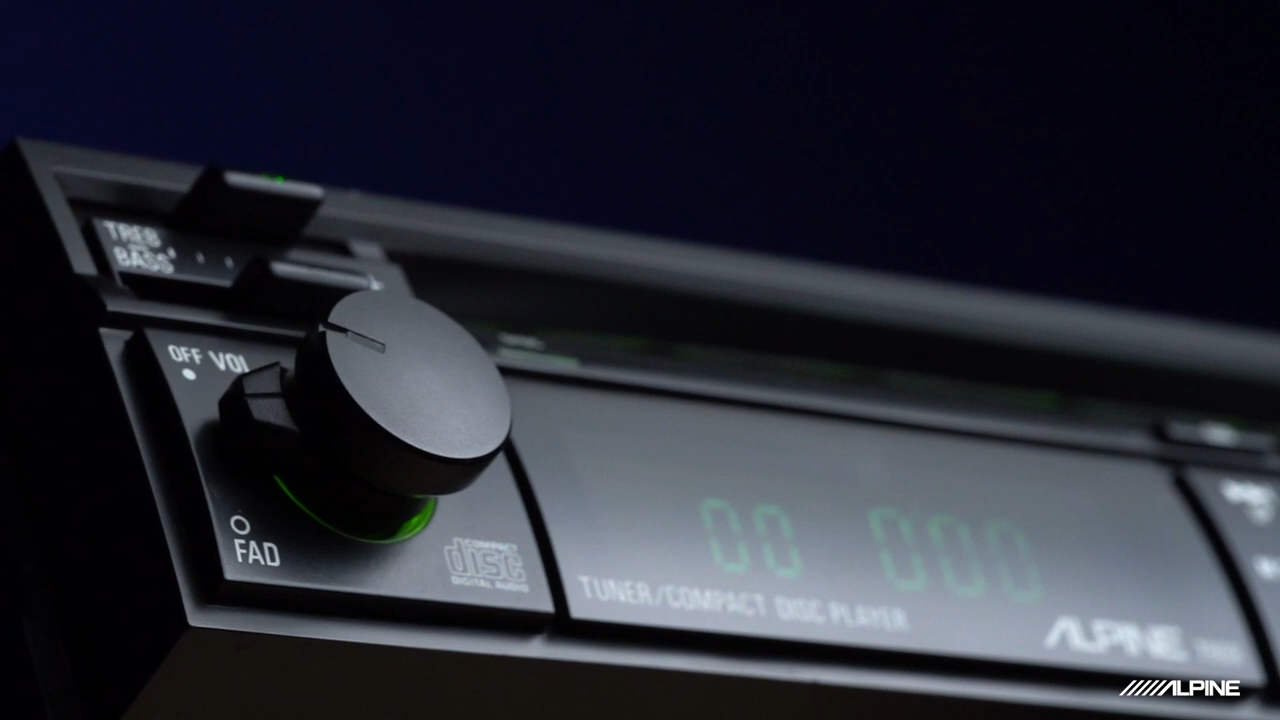 TREB
BASS
OFF VOL
FAD
COMPACT
disc
DIGITAL AUDIO
00 000
TUNER/COMPACT DISC PLAYER
ALPINE
ALPINE